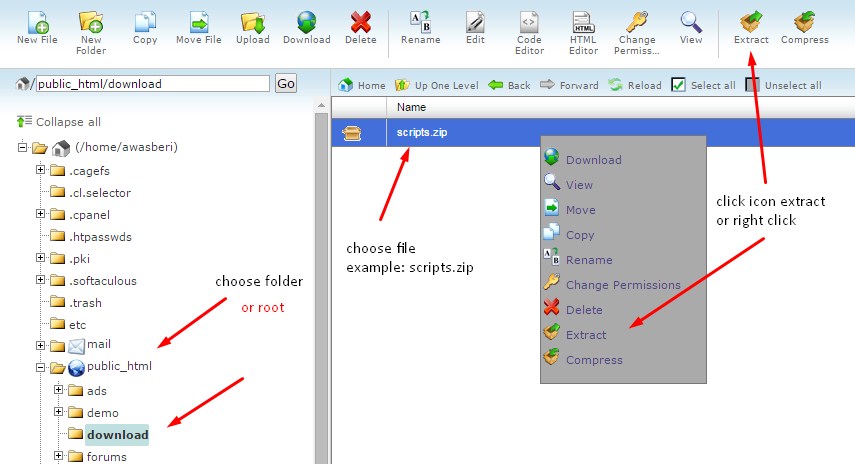 New File
New
Folder
Copy
Move File
Upload
Download
Delete
Rename
Edit
Code
Editor
HTML
Editor
Change
Permiss...
View
Extract
Compress
/
public_html/download
Go
Home
Up One Level
Back
Forward
Reload
Select all
Unselect all
Collapse all
Name
(/home/awasberi)
.cagefs
.cl.selector
.cpanel
.htpasswds
.pki
.softaculous
.trash
etc
mail
public_html
ads
demo
download
forums
choose folder
or root
scripts.zip
choose file
example: scripts.zip
Download
View
Move
Copy
Rename
Change Permissions
Delete
Extract
Compress
click icon extract
or right click